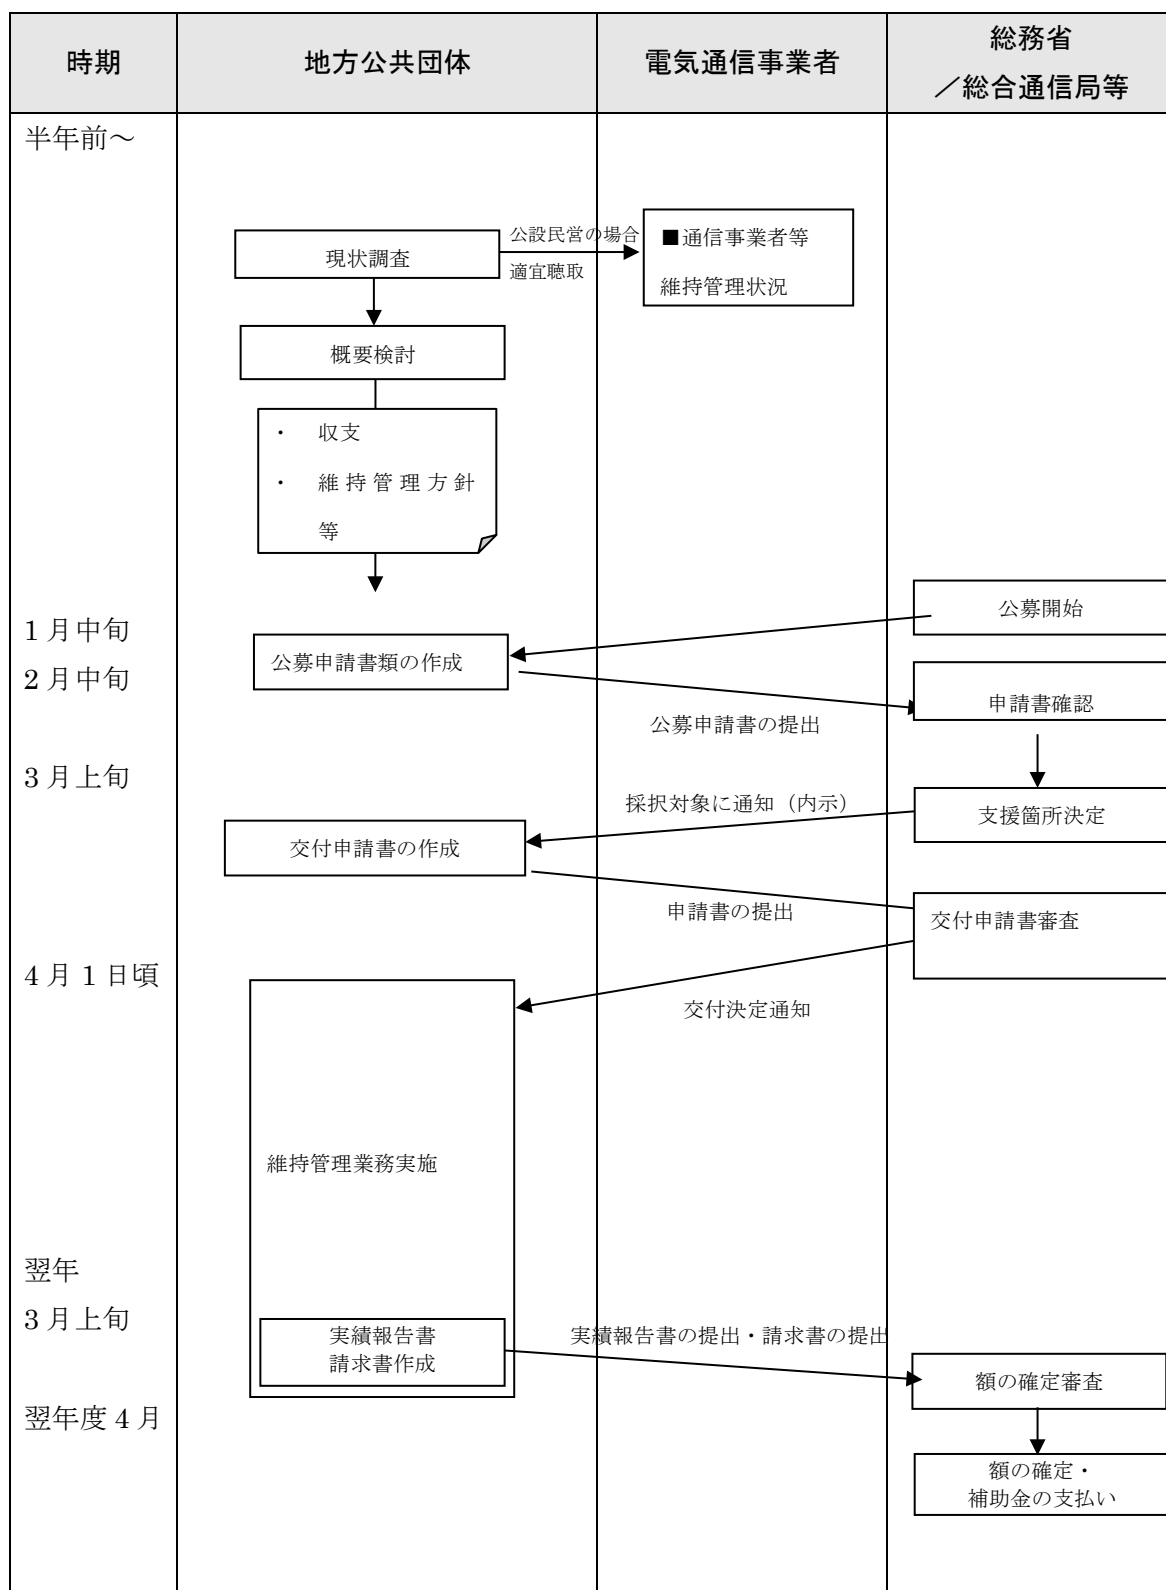 時期
地方公共団体
電気通信事業者
総務省
／総合通信局等
半年前～
現状調査
公設民営の場合
適宜聴取
■通信事業者等
維持管理状況
概要検討
・　収支
・　維持管理方針
等
公募開始
1月中旬
公募申請書類の作成
2月中旬
申請書確認
公募申請書の提出
3月上旬
採択対象に通知（内示）
支援箇所決定
交付申請書の作成
申請書の提出
交付申請書審査
4月1日頃
交付決定通知
維持管理業務実施
翌年
3月上旬
実績報告書
請求書作成
実績報告書の提出・請求書の提出
額の確定審査
翌年度4月
額の確定・
補助金の支払い